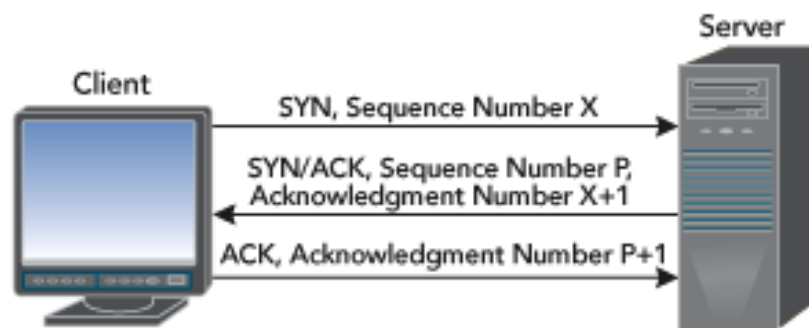 Server
Client
SYN, Sequence Number X
SYN/ACK, Sequence Number P,
Acknowledgment Number X+1
ACK, Acknowledgment Number P+1